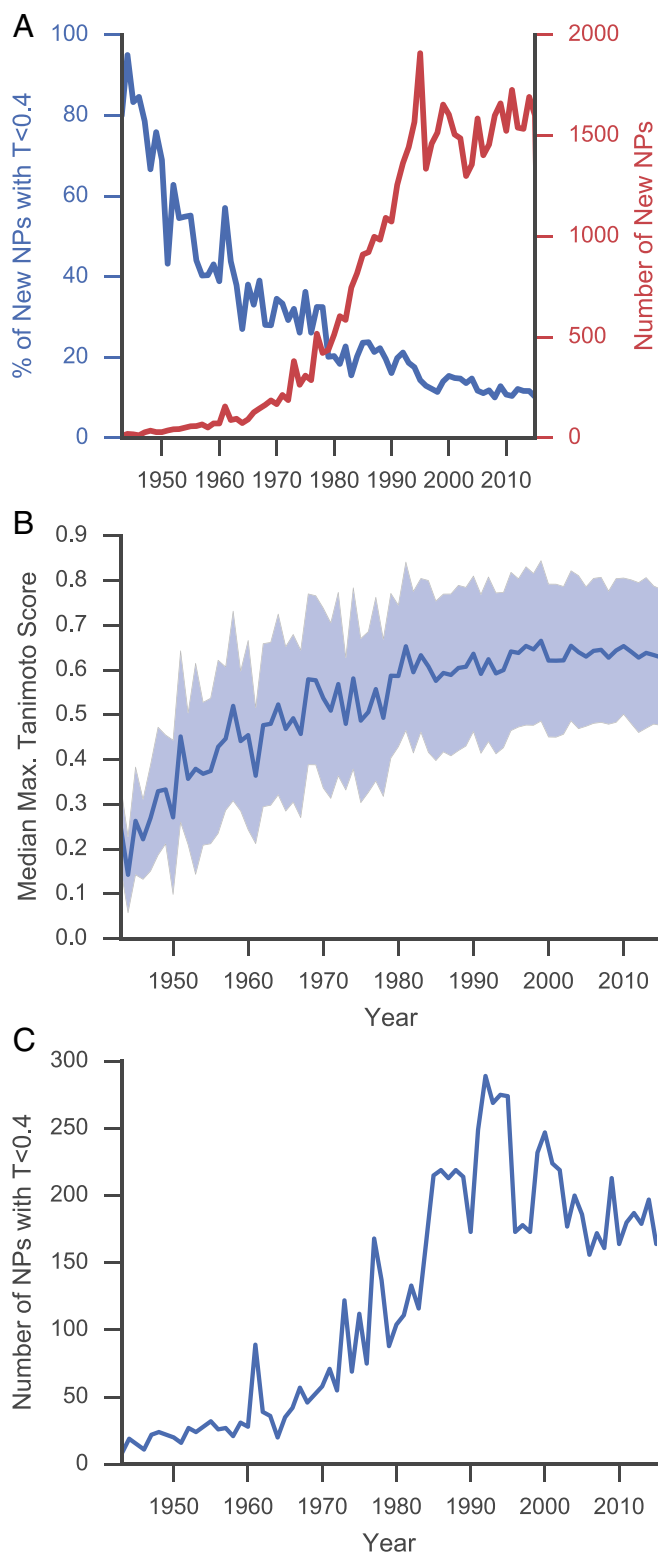 A
% of New NPs with T<0.4
100
80
60
40
20
0
Number of New NPs
2000
1500
1000
500
0
1950 1960 1970 1980 1990 2000 2010
B
Median Max. Tanimoto Score
0.9
0.8
0.7
0.6
0.5
0.4
0.3
0.2
0.1
0.0
1950 1960 1970 1980 1990 2000 2010
Year
C
Number of NPs with T<0.4
300
250
200
150
100
50
0
1950 1960 1970 1980 1990 2000 2010
Year